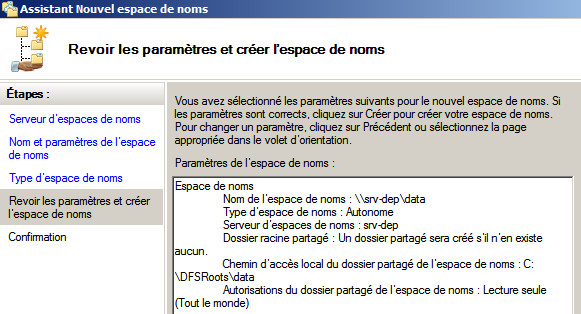 Assistant Nouvel espace de noms
Revoir les paramètres et créer l'espace de noms
Étapes :
Serveur d'espaces de noms
Nom et paramètres de l'espace
de noms
Type d'espace de noms
Revoir les paramètres et créer
l'espace de noms
Confirmation
Vous avez sélectionné les paramètres suivants pour le nouvel espace de noms. Si
les paramètres sont corrects, cliquez sur Créer pour créer votre espace de noms.
Pour changer un paramètre, cliquez sur Précédent ou sélectionnez la page
appropriée dans le volet d'orientation.
Paramètres de l'espace de noms :
Espace de noms
Nom de l'espace de noms : \\srv-dep\data
Type d'espace de noms : Autonome
Serveur d'espaces de noms : srv-dep
Dossier racine partagé : Un dossier partagé sera créé s'il n'en existe
aucun.
Chemin d'accès local du dossier partagé de l'espace de noms : C:
\DFSRoots\data
Autorisations du dossier partagé de l'espace de noms : Lecture seule
(Tout le monde)